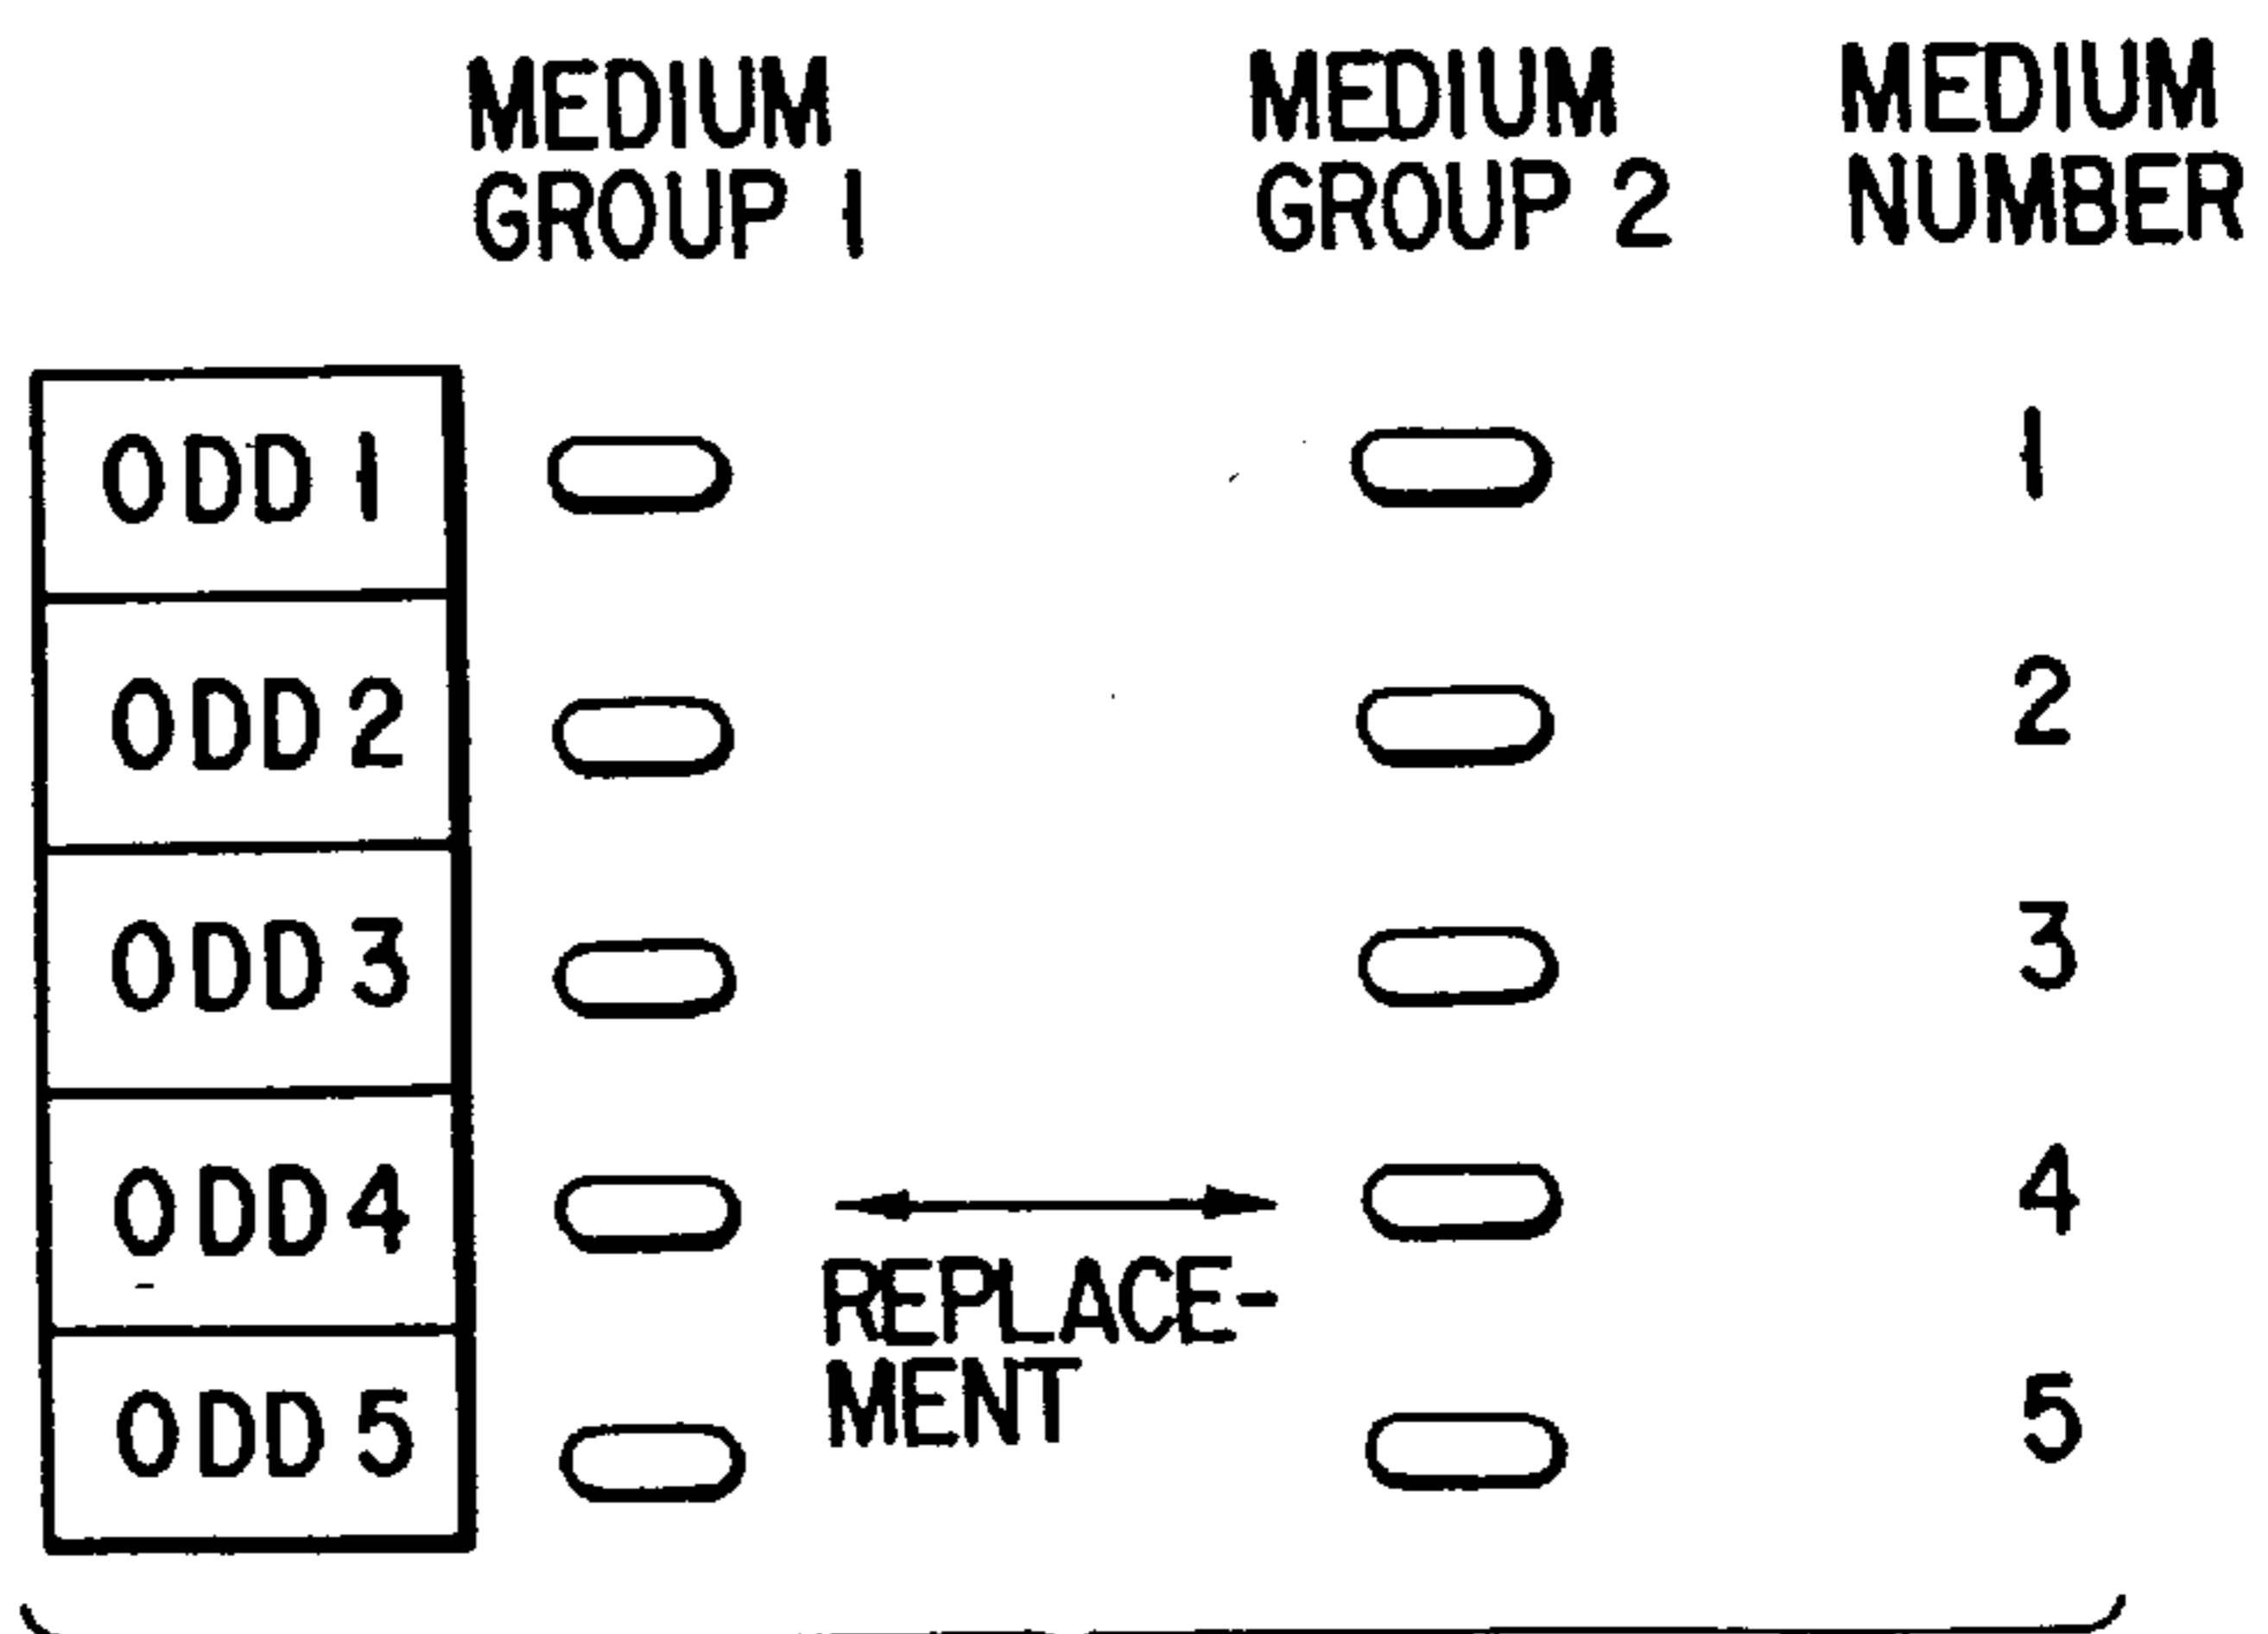 MEDIUM GROUP 1
MEDIUM GROUP 2
MEDIUM NUMBER
ODD 1
1
ODD 2
2
ODD 3
3
ODD 4
4
REPLACE-
MENT
ODD 5
5